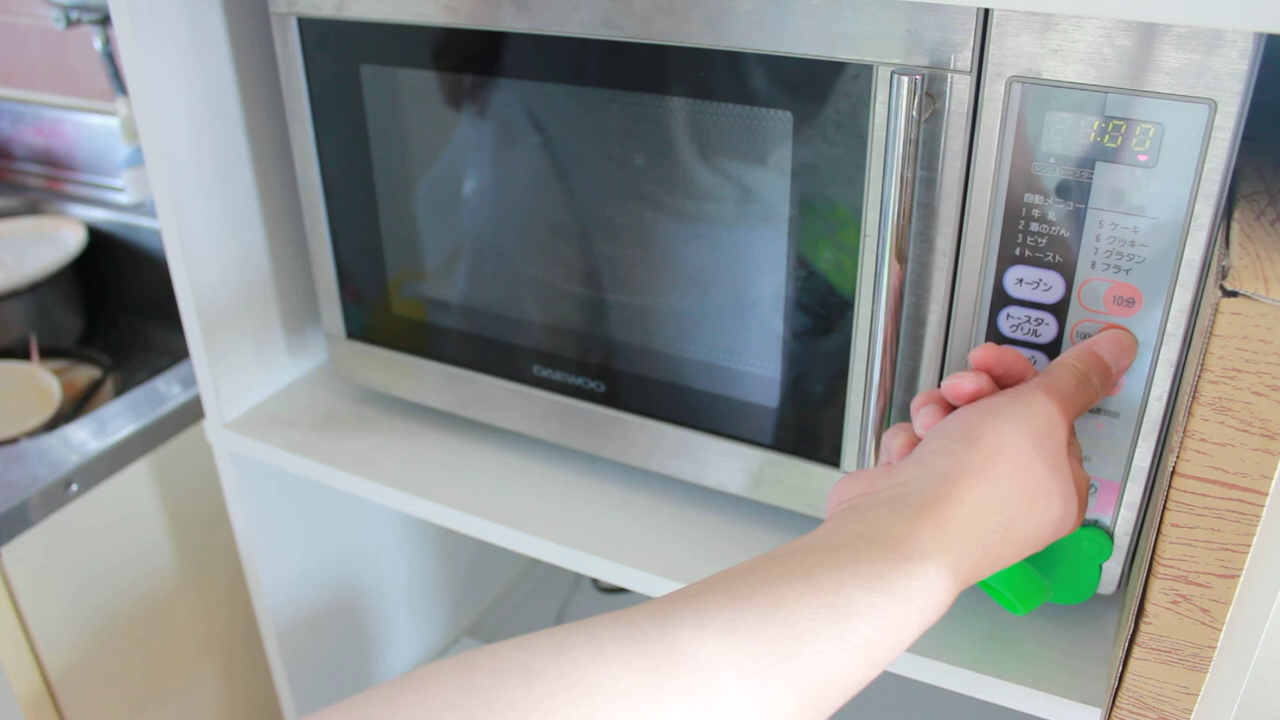 1:00
自動メニュー
1 牛乳
2 酒のかん
3 ピザ
4 トースト
5 ケーキ
6 クッキー
7 グラタン
8 フライ
オーブン
10分
トースター
グリル
DAEWOO